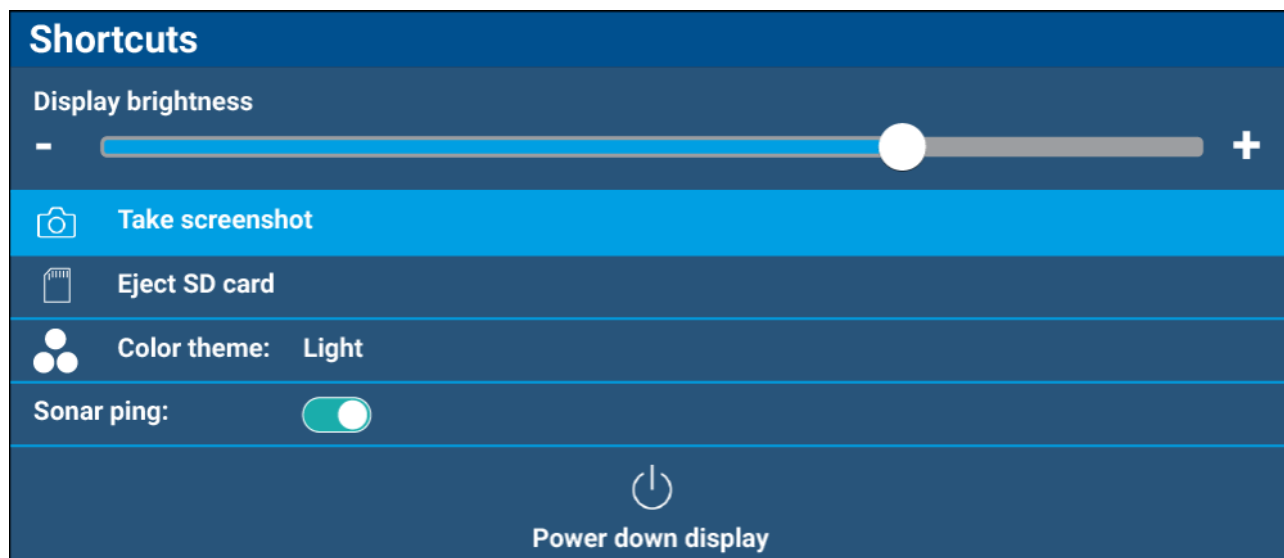 Shortcuts
Display brightness
- +
Take screenshot
Eject SD card
Color theme: Light
Sonar ping:
Power down display